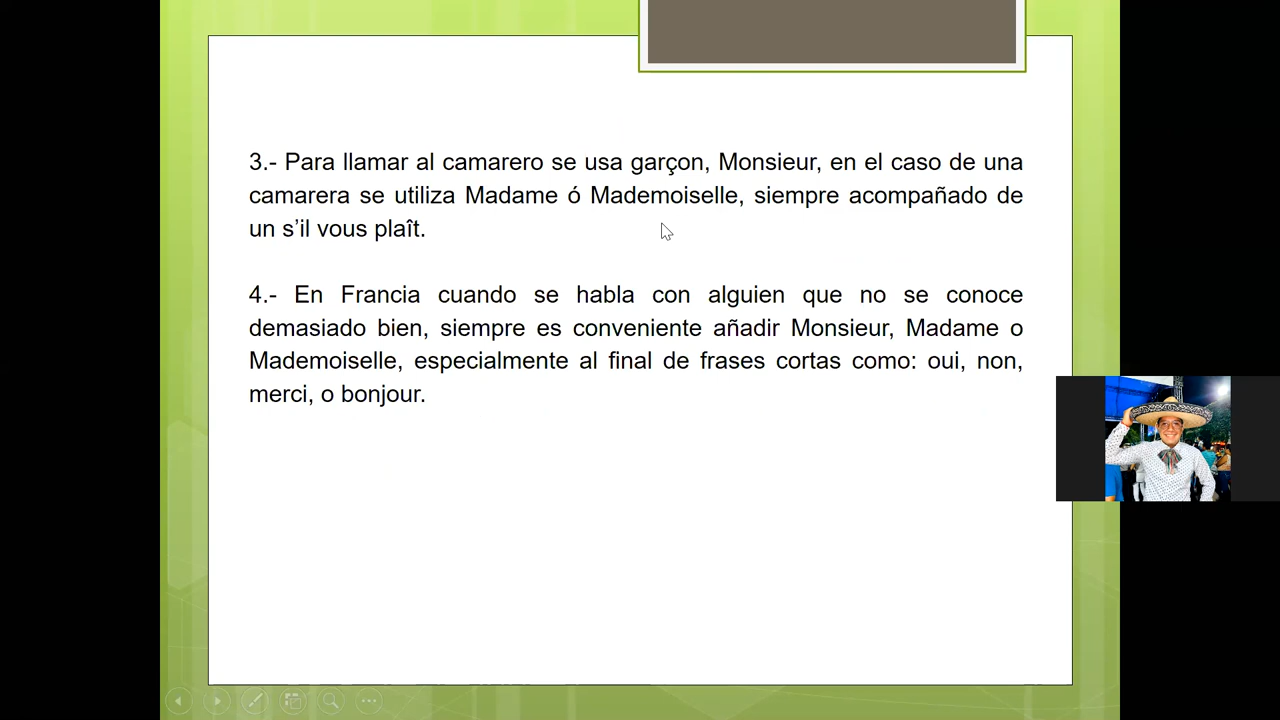 3.- Para llamar al camarero se usa garçon, Monsieur, en el caso de una
camarera se utiliza Madame ó Mademoiselle, siempre acompañado de
un s’il vous plaît.
4.- En Francia cuando se habla con alguien que no se conoce
demasiado bien, siempre es conveniente añadir Monsieur, Madame o
Mademoiselle, especialmente al final de frases cortas como: oui, non,
merci, o bonjour.